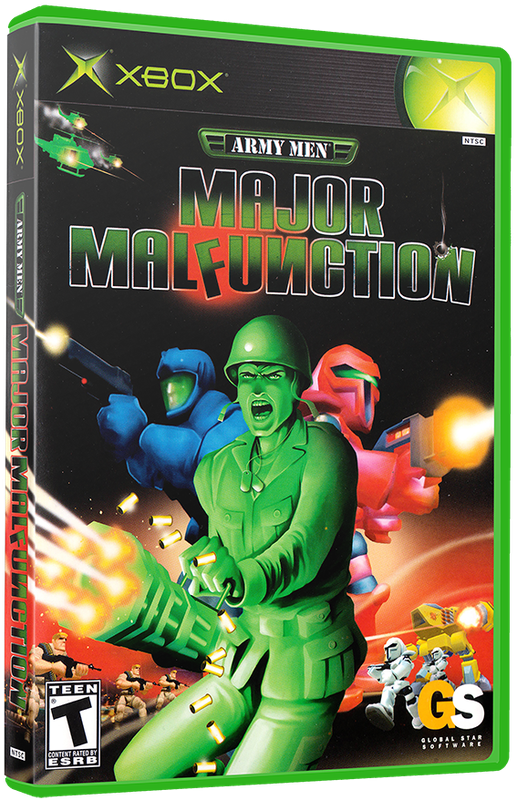 XBOX
NTSC
ARMY MEN
MAJOR
MALFUNCTION
TEEN
T
CONTENT RATED BY
ESRB
GS
GLOBAL STAR
SOFTWARE
XBOX
ARMY MEN
MAJOR MALFUNCTION
NTSC